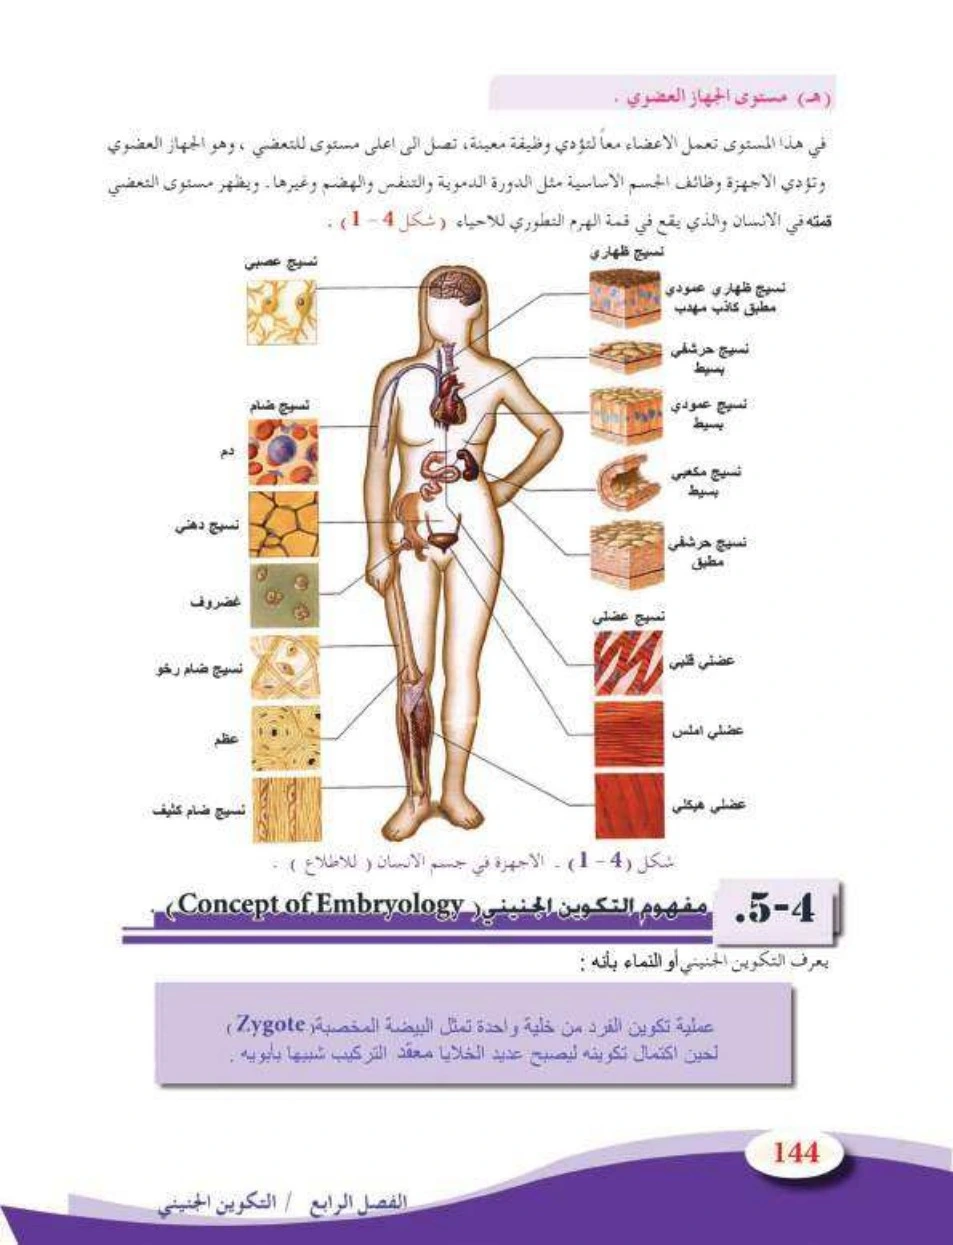 (هـ) مستوى الجهاز العضوي .
في هذا المستوى تعمل الاعضاء معاً لتؤدي وظيفة معينة، تصل الى اعلى مستوى للتعضي ، وهو الجهاز العضوي
وتؤدي الاجهزة وظائف الجسم الاساسية مثل الدورة الدموية والتنفس والهضم وغيرها. ويظهر مستوى التعضي
قمته في الانسان والذي يقع في قمة الهرم التطوري للاحياء (شكل 4 - 1) .
نسيج ظهاري
نسيج ظهاري عمودي
مطبق كاذب مهدب
نسيج حرشفي
بسيط
نسيج عمودي
بسيط
نسيج مكعبي
بسيط
نسيج حرشفي
مطبق
نسيج عضلي
عضلي قلبي
عضلي املس
عضلي هيكلي
نسيج عصبي
نسيج ضام
دم
نسيج دهني
غضروف
نسيج ضام رخو
عظم
نسيج ضام كثيف
شكل (4 - 1) . الاجهزة في جسم الانسان ( للاطلاع ) .
5-4. مفهوم التكوين الجنيني( Concept of Embryology) .
يعرف التكوين الجنيني أو النماء بأنه :
عملية تكوين الفرد من خلية واحدة تمثل البيضة المخصبة(Zygote )
لحين اكتمال تكوينه ليصبح عديد الخلايا معقد التركيب شبيها بأبويه .
144
الفصل الرابع / التكوين الجنيني